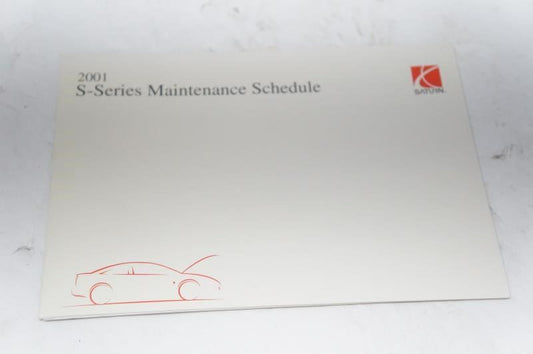 2001
S-Series Maintenance Schedule
SATURN